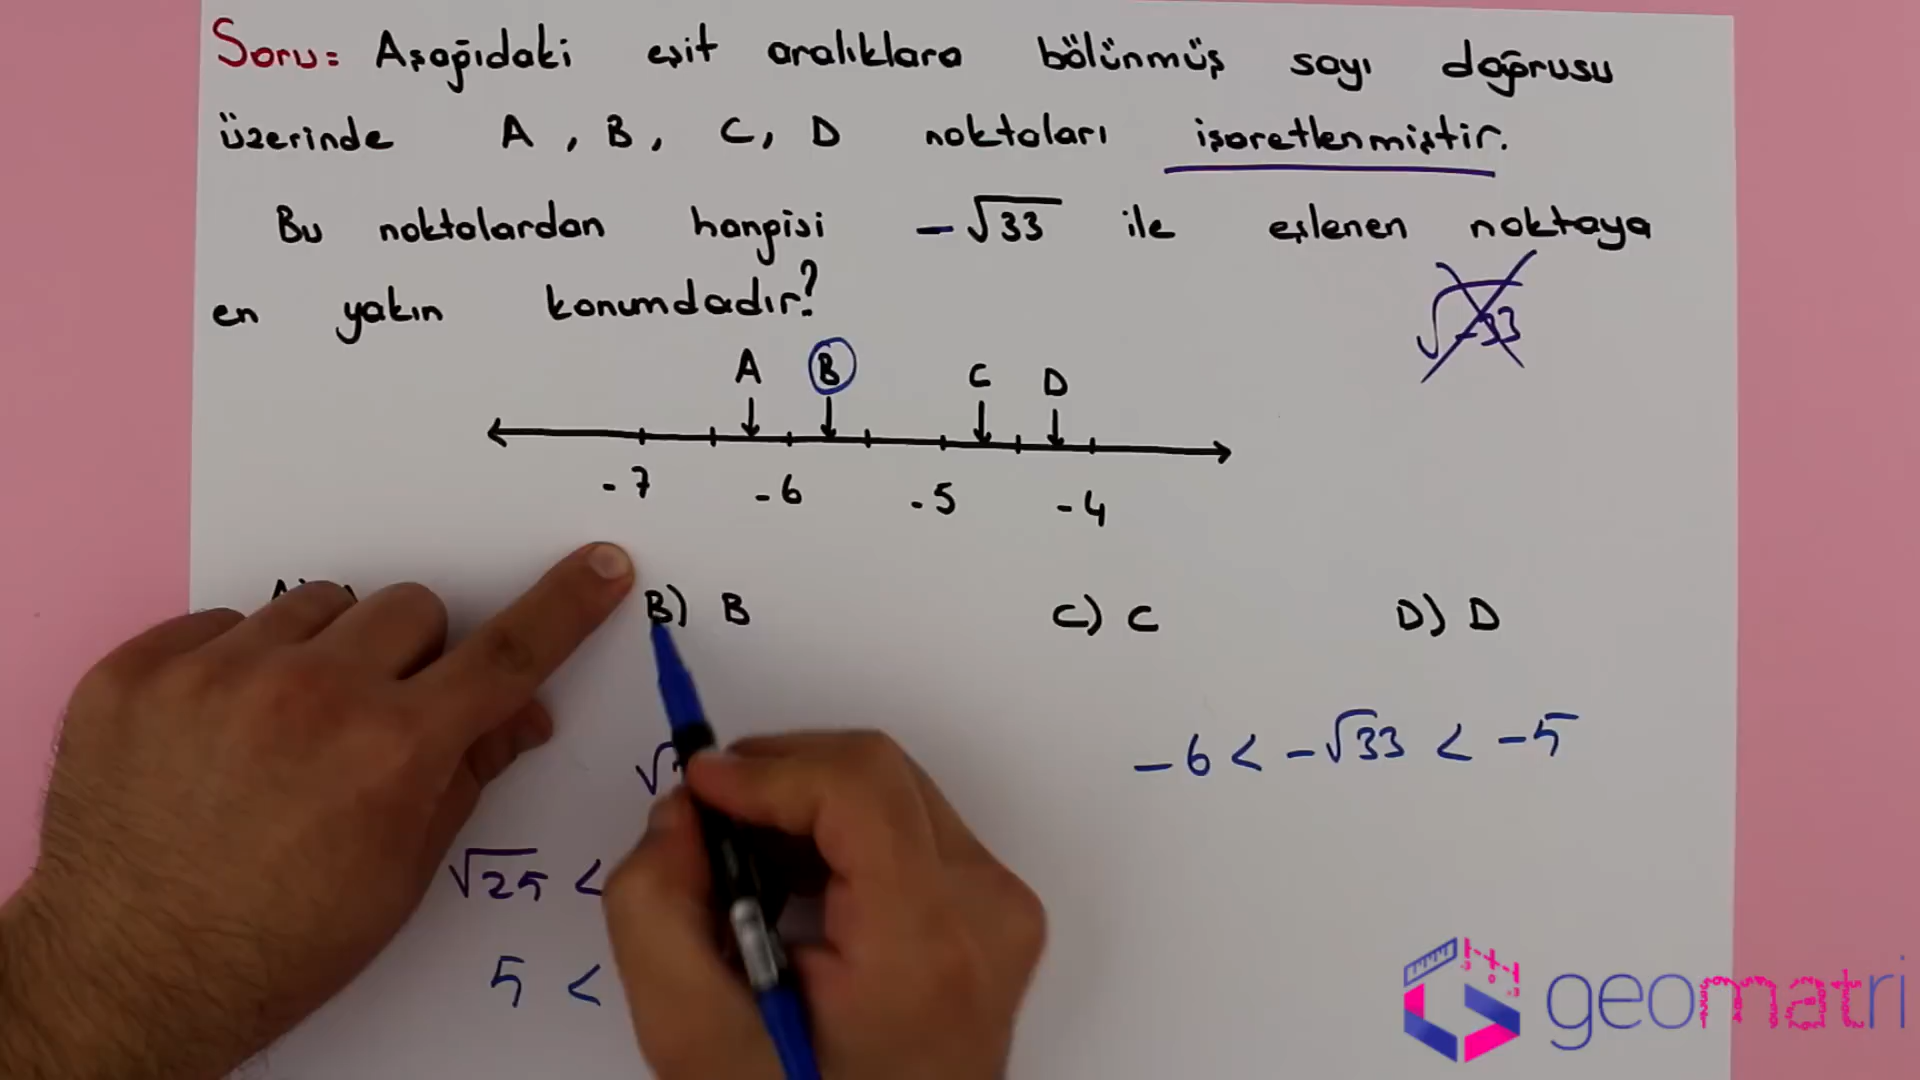 Soru: Aşağıdaki eşit aralıklara bölünmüş sayı doğrusu
üzerinde A, B, C, D noktaları işaretlenmiştir.
Bu noktalardan hangisi -√33 ile eşlenen noktaya
en yakın konumdadır?
√-33
A B C D
-7 -6 -5 -4
B) B C) C D) D
-6 < -√33 < -5
√25 <
5 <
geomatri